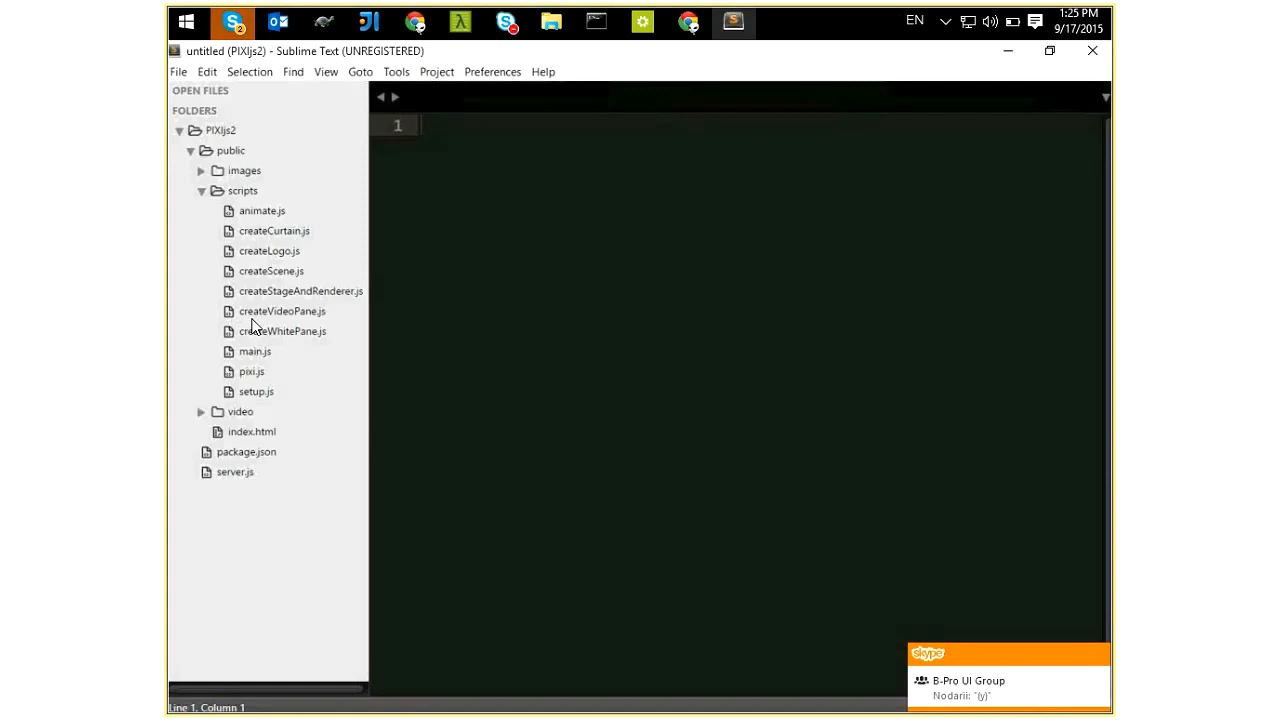 2
EN
1:25 PM
9/17/2015
untitled (PIXIjs2) - Sublime Text (UNREGISTERED)
File Edit Selection Find View Goto Tools Project Preferences Help
OPEN FILES
FOLDERS
PIXIjs2
public
images
scripts
animate.js
createCurtain.js
createLogo.js
createScene.js
createStageAndRenderer.js
createVideoPane.js
createWhitePane.js
main.js
pixi.js
setup.js
video
index.html
package.json
server.js
1
skype
B-Pro UI Group
Nodarii: "(y)"
Line 1, Column 1